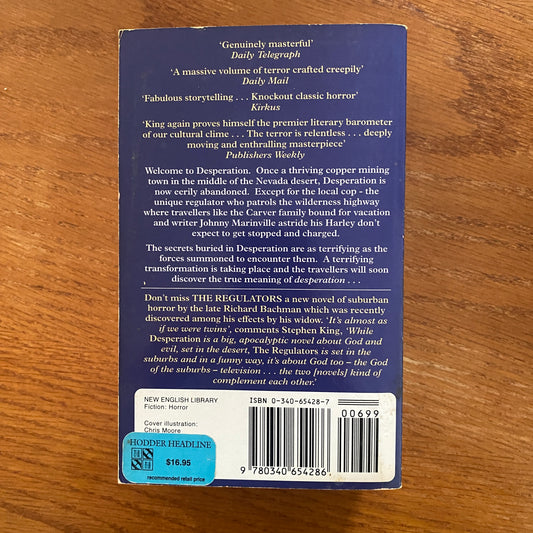 ‘Genuinely masterful’
Daily Telegraph
‘A massive volume of terror crafted creepily’
Daily Mail
‘Fabulous storytelling . . . Knockout classic horror’
Kirkus
‘King again proves himself the premier literary barometer
of our cultural clime . . . The terror is relentless . . . deeply
moving and enthralling masterpiece’
Publishers Weekly
Welcome to Desperation. Once a thriving copper mining
town in the middle of the Nevada desert, Desperation is
now eerily abandoned. Except for the local cop - the
unique regulator who patrols the wilderness highway
where travellers like the Carver family bound for vacation
and writer Johnny Marinville astride his Harley don’t
expect to get stopped and charged.
The secrets buried in Desperation are as terrifying as the
forces summoned to encounter them. A terrifying
transformation is taking place and the travellers will soon
discover the true meaning of desperation . . .
Don’t miss THE REGULATORS a new novel of suburban
horror by the late Richard Bachman which was recently
discovered among his effects by his widow. ‘It’s almost as
if we were twins’, comments Stephen King, ‘While
Desperation is a big, apocalyptic novel about God and
evil, set in the desert, The Regulators is set in the
suburbs and in a funny way, it’s about God too – the God
of the suburbs – television . . . the two [novels] kind of
complement each other.’
NEW ENGLISH LIBRARY
Fiction: Horror
Cover illustration:
Chris Moore
ISBN 0-340-65428-7
00699
9 780340 654286
HODDER HEADLINE
$16.95
recommended retail price